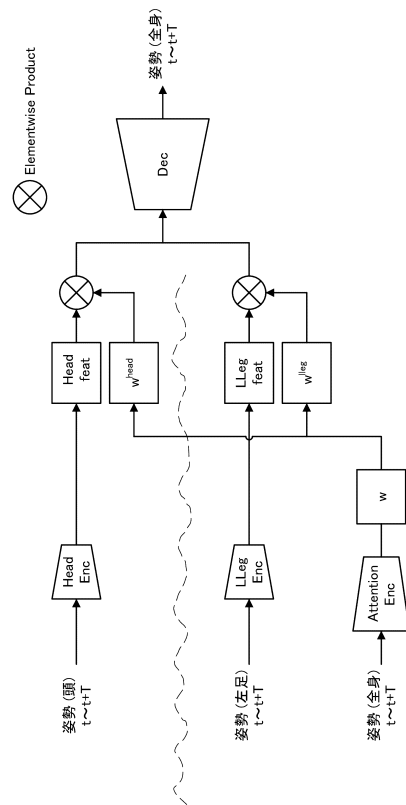 Elementwise Product
姿勢 (頭)
t～t+T
Head
Enc
Head
feat
w^head
姿勢 (左足)
t～t+T
LLeg
Enc
LLeg
feat
w^lleg
姿勢 (全身)
t～t+T
Attention
Enc
w
Dec
姿勢 (全身)
t～t+T